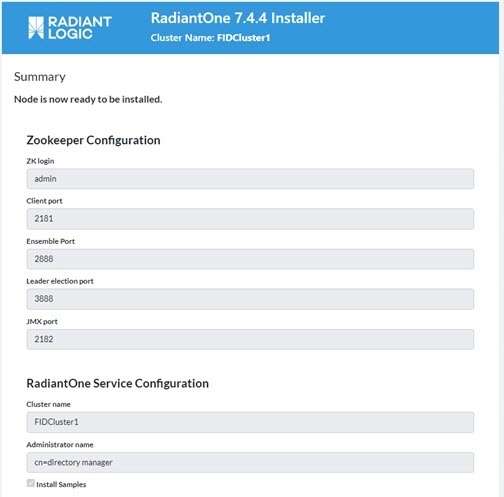 RADIANT
LOGIC
RadiantOne 7.4.4 Installer
Cluster Name: FIDCluster1
Summary
Node is now ready to be installed.
Zookeeper Configuration
ZK login
admin
Client port
2181
Ensemble Port
2888
Leader election port
3888
JMX port
2182
RadiantOne Service Configuration
Cluster name
FIDCluster1
Administrator name
cn=directory manager
Install Samples